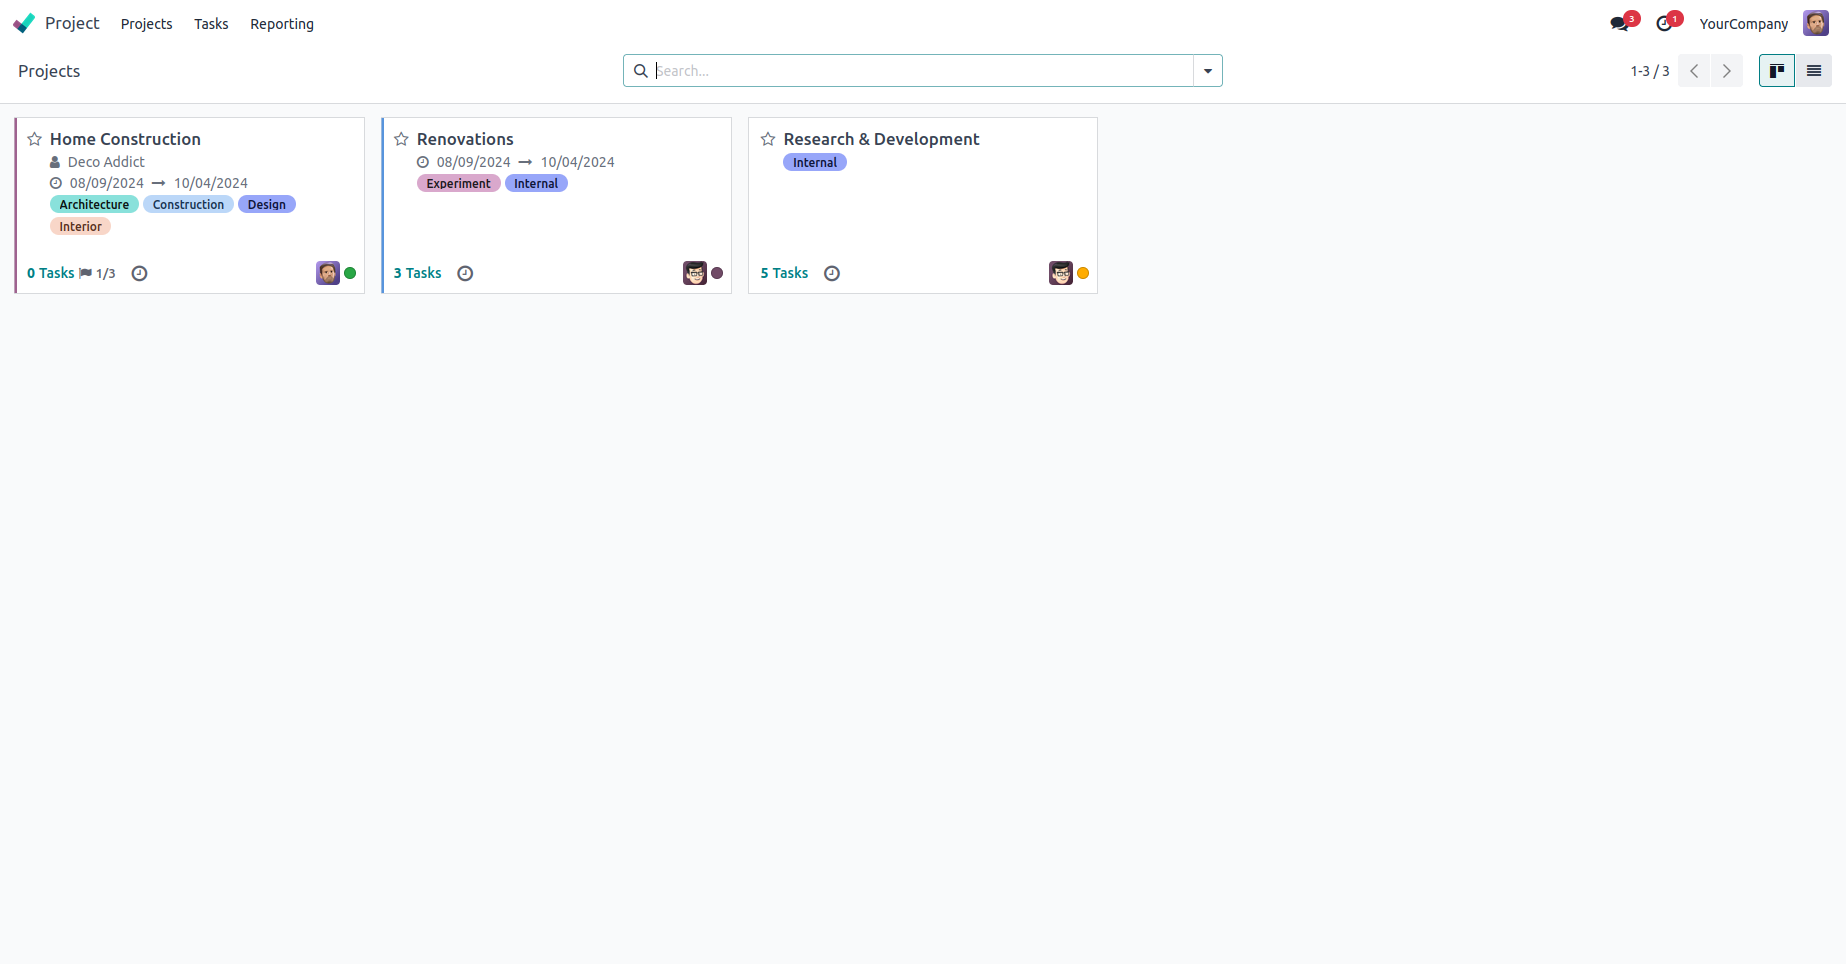 Project Projects Tasks Reporting 3 1 YourCompany
Projects Search... 1-3 / 3
Home Construction
Deco Addict
08/09/2024 → 10/04/2024
Architecture Construction Design
Interior
0 Tasks 1/3
Renovations
08/09/2024 → 10/04/2024
Experiment Internal
3 Tasks
Research & Development
Internal
5 Tasks